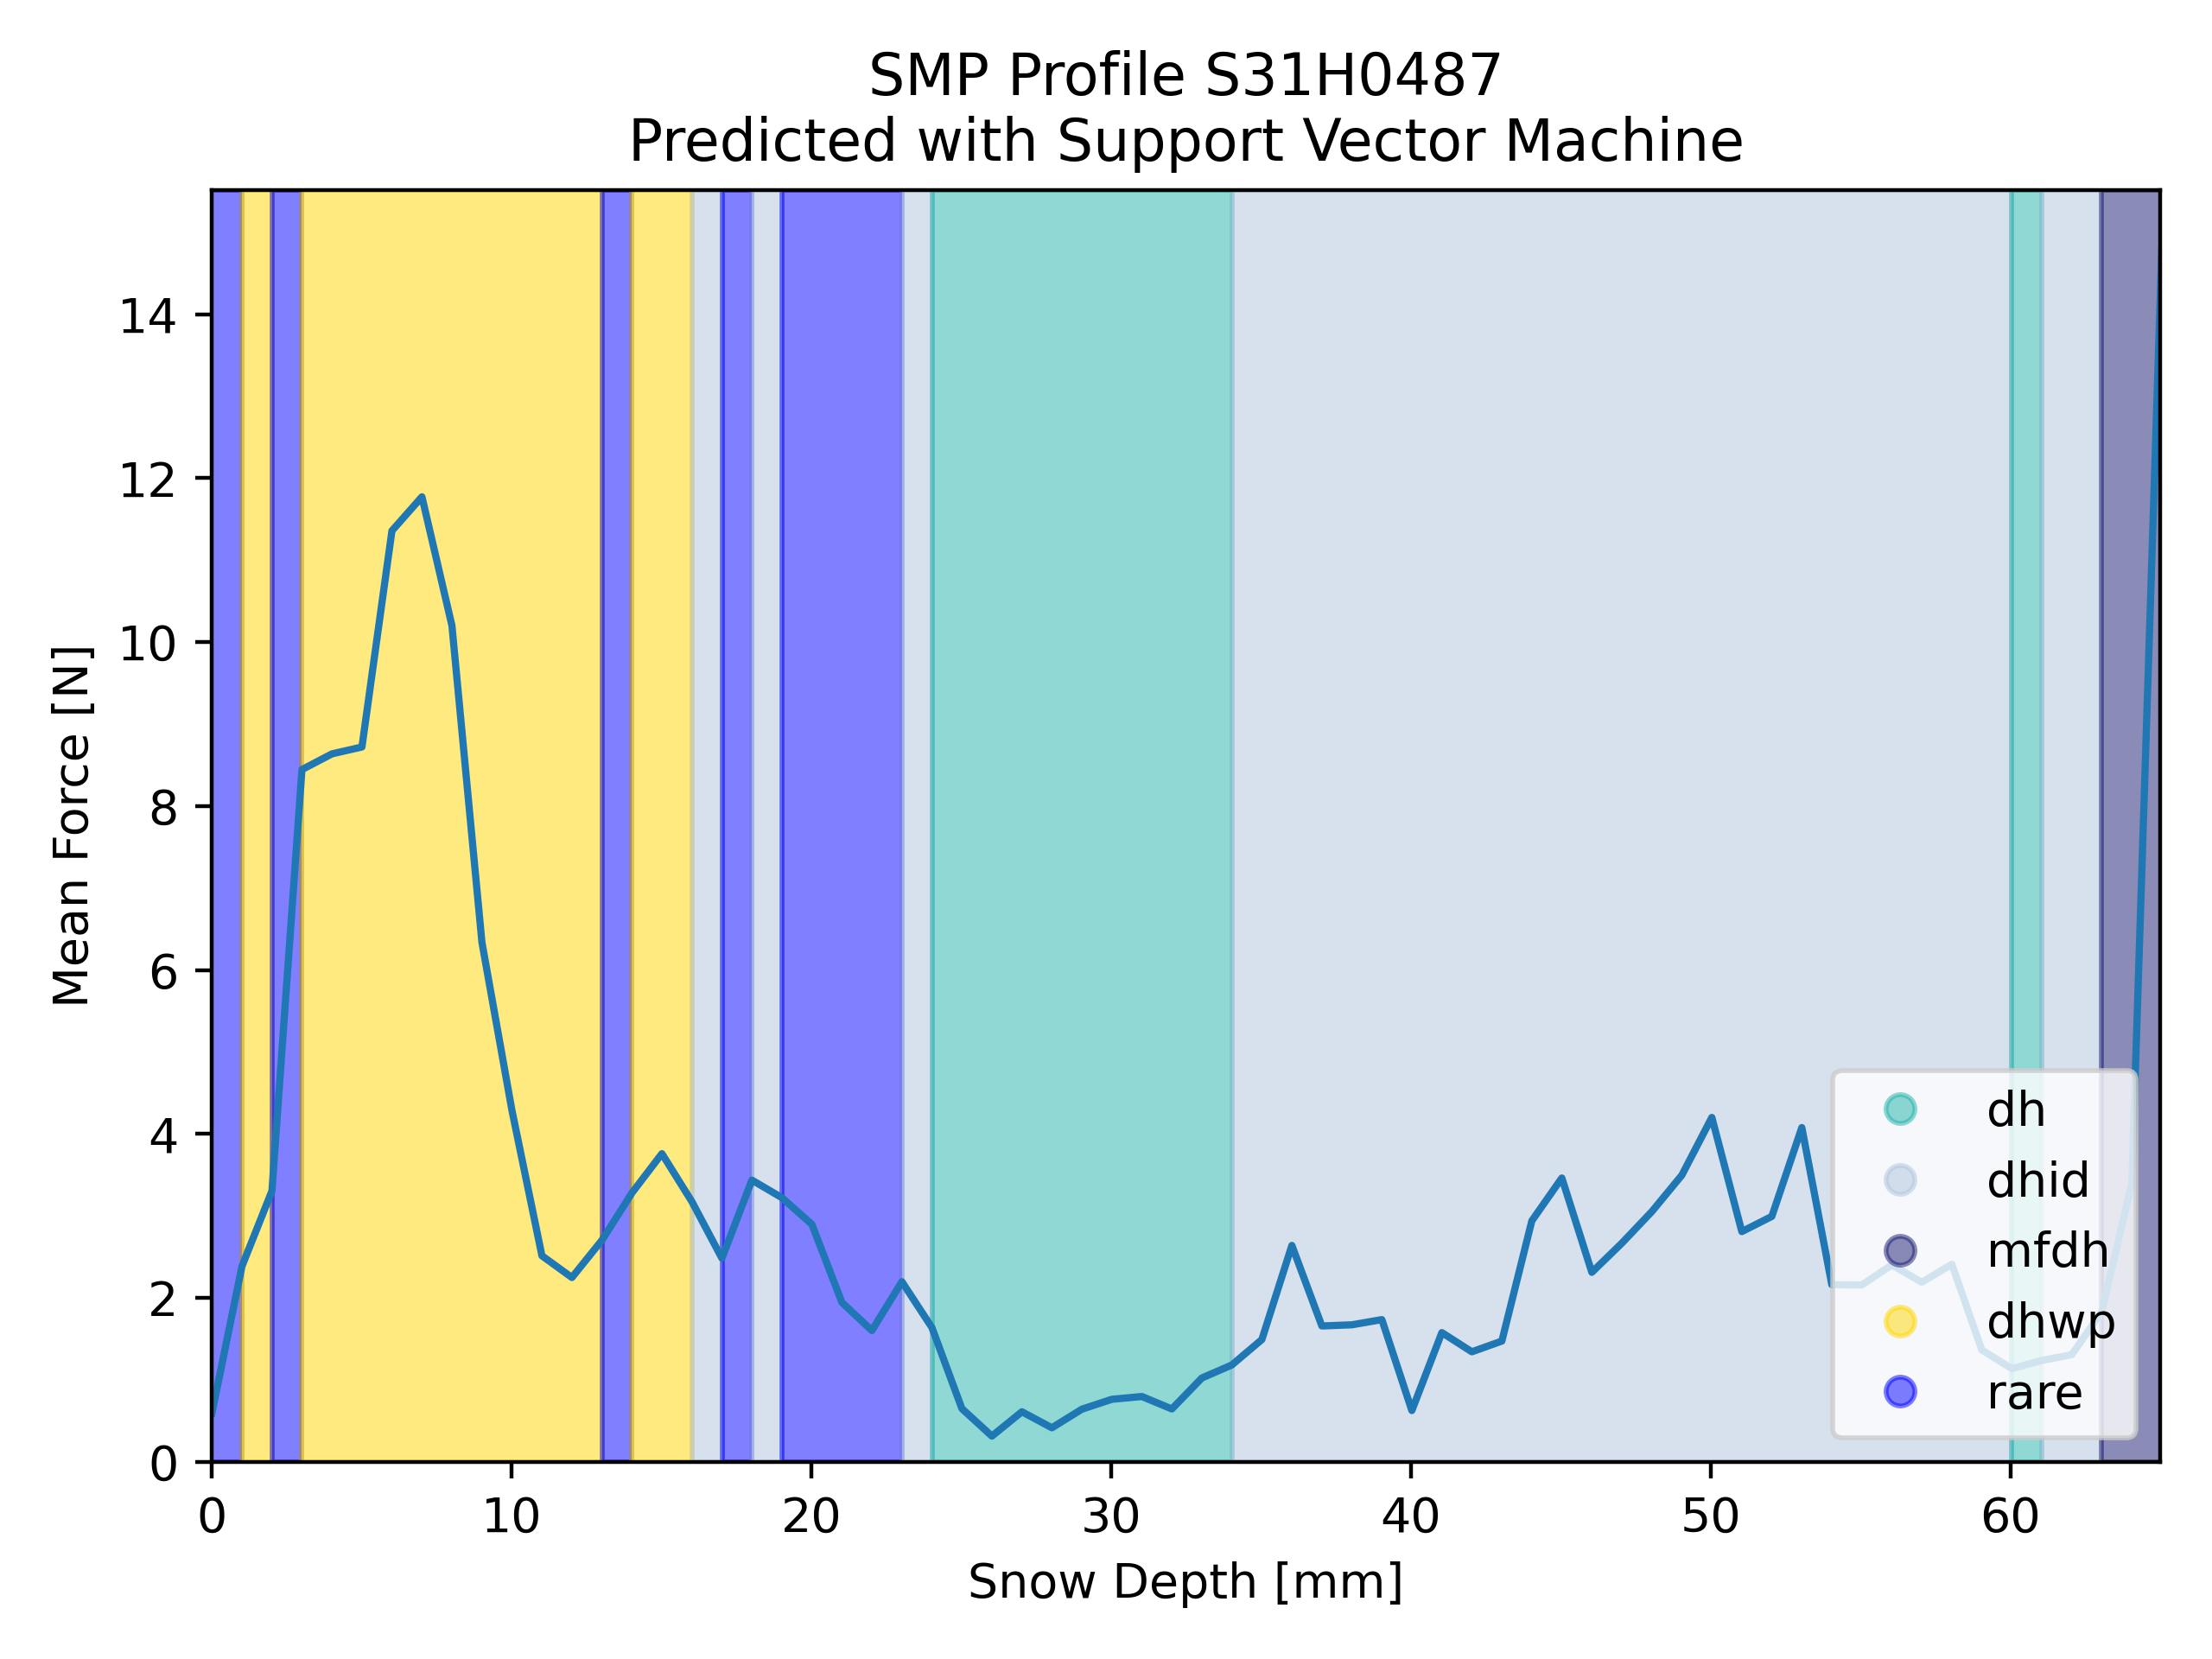 SMP Profile S31H0487
Predicted with Support Vector Machine
Mean Force [N]
14
12
10
8
6
4
2
0
dh
dhid
mfdh
dhwp
rare
0 10 20 30 40 50 60
Snow Depth [mm]